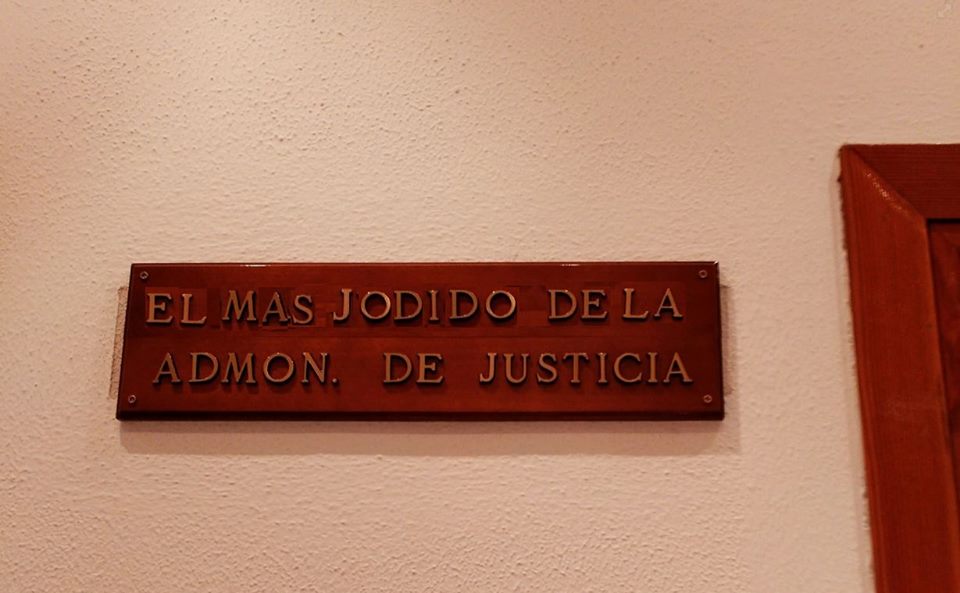 EL MAS JODIDO DE LA
ADMON. DE JUSTICIA